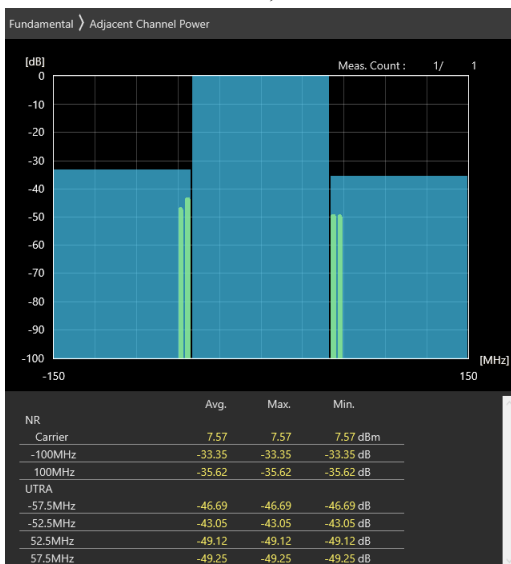 Fundamental 〉 Adjacent Channel Power
[dB]
Meas. Count : 1/ 1
0
-10
-20
-30
-40
-50
-60
-70
-80
-90
-100
[MHz]
-150 150
Avg. Max. Min.
NR
Carrier 7.57 7.57 7.57 dBm
-100MHz -33.35 -33.35 -33.35 dB
100MHz -35.62 -35.62 -35.62 dB
UTRA
-57.5MHz -46.69 -46.69 -46.69 dB
-52.5MHz -43.05 -43.05 -43.05 dB
52.5MHz -49.12 -49.12 -49.12 dB
57.5MHz -49.25 -49.25 -49.25 dB